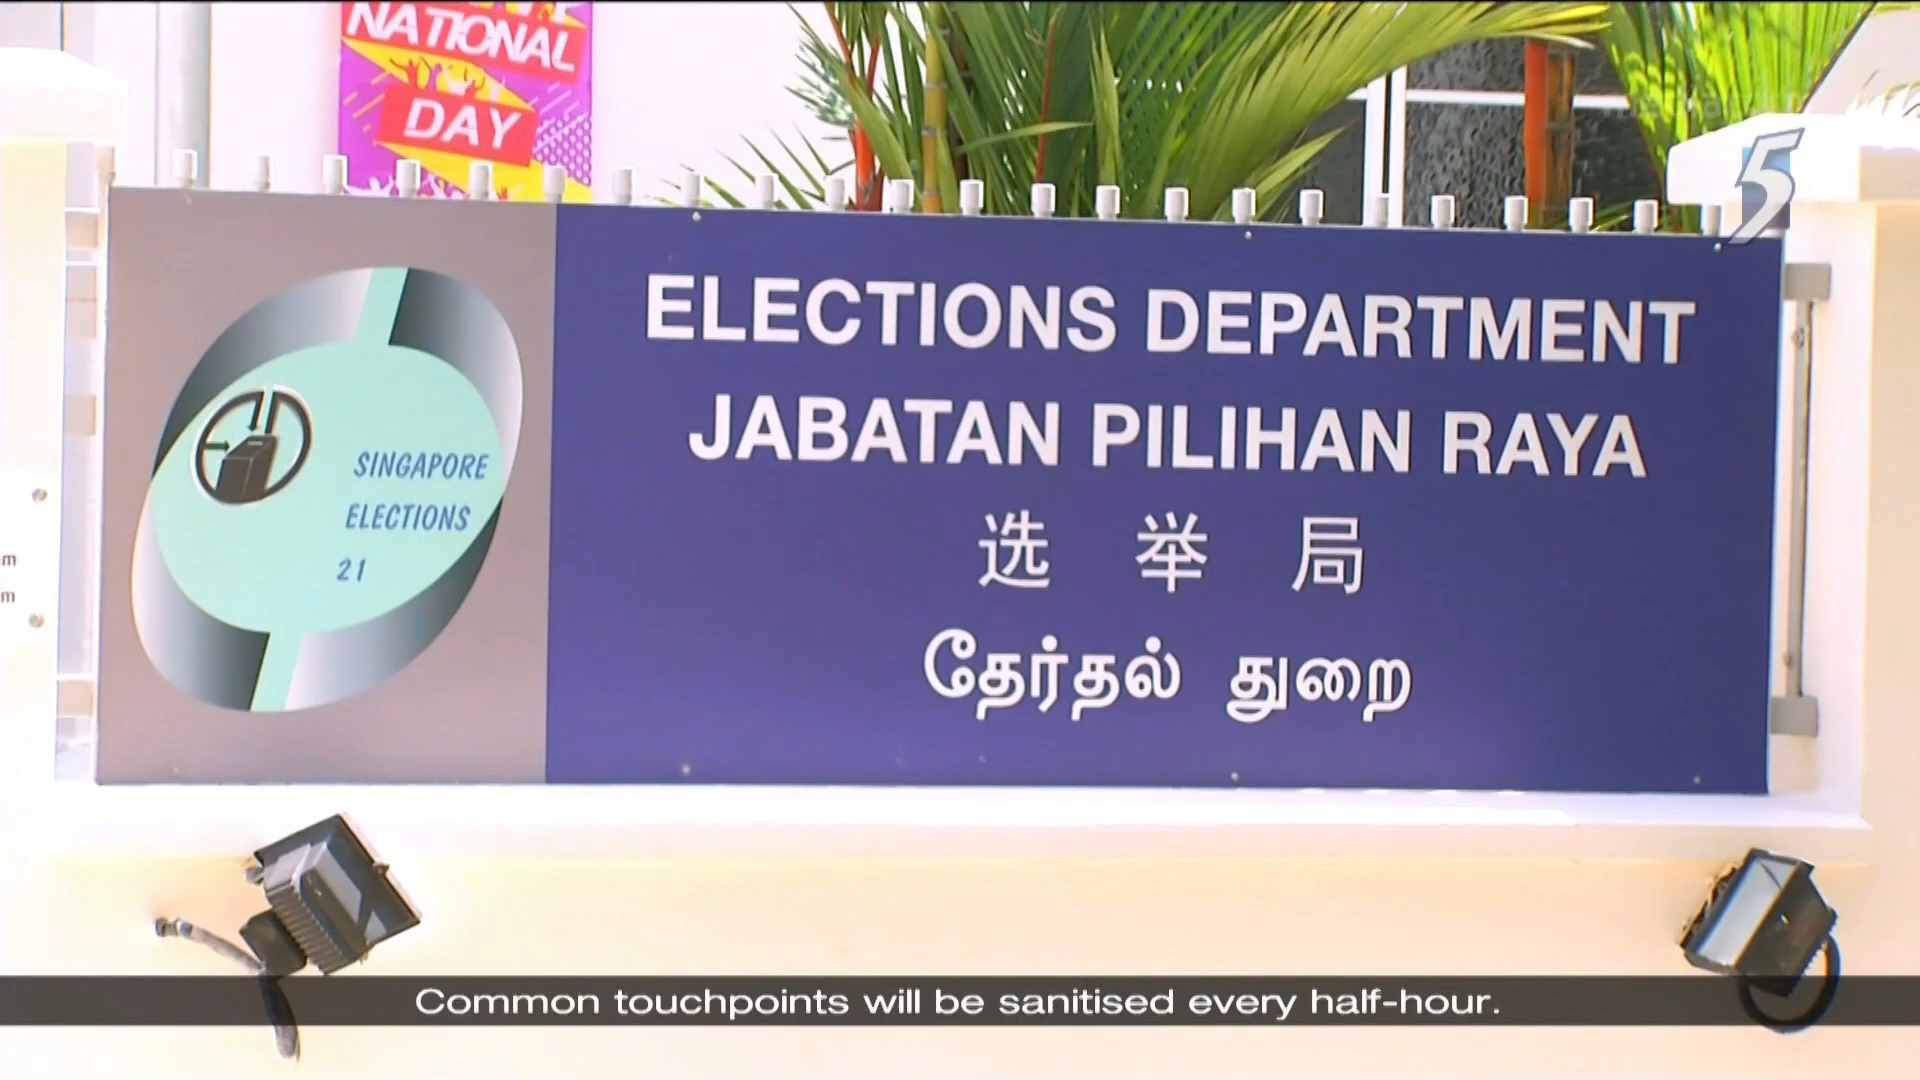 NATIONAL
DAY
5
ELECTIONS DEPARTMENT
JABATAN PILIHAN RAYA
选 举 局
தேர்தல் துறை
SINGAPORE
ELECTIONS
21
m
m
Common touchpoints will be sanitised every half-hour.